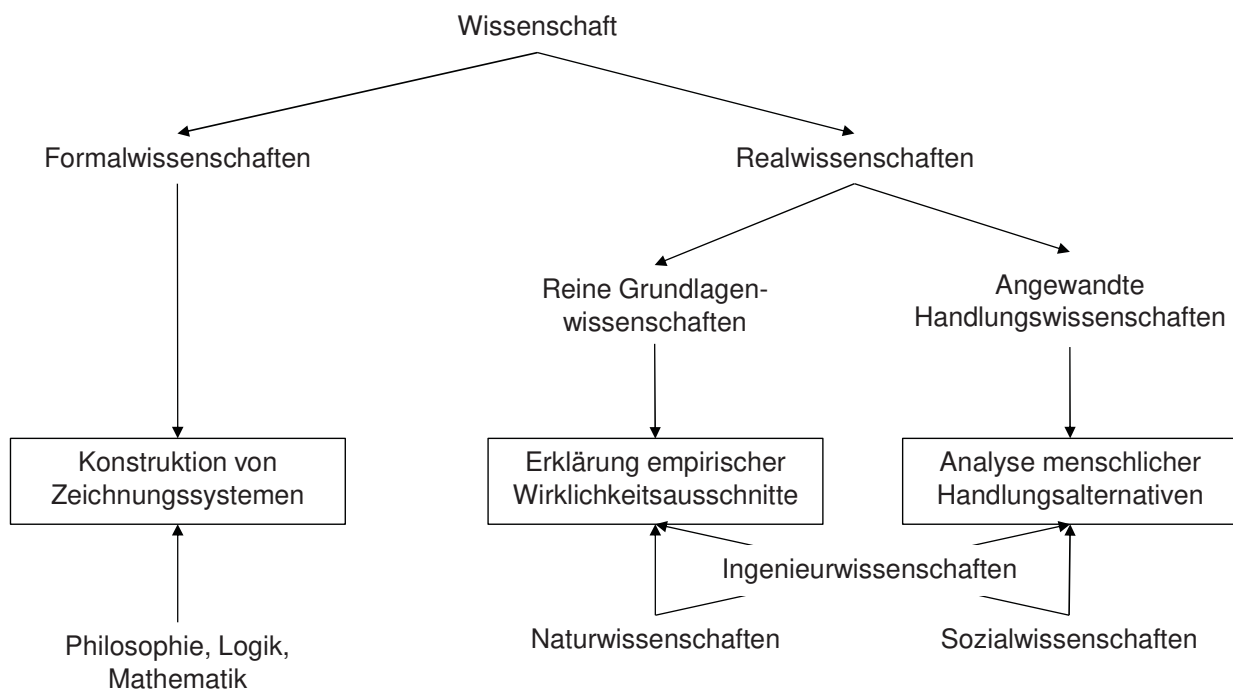 Wissenschaft
Formalwissenschaften
Realwissenschaften
Reine Grundlagen-
wissenschaften
Angewandte
Handlungswissenschaften
Konstruktion von
Zeichnungssystemen
Erklärung empirischer
Wirklichkeitsausschnitte
Analyse menschlicher
Handlungsalternativen
Ingenieurwissenschaften
Philosophie, Logik,
Mathematik
Naturwissenschaften
Sozialwissenschaften